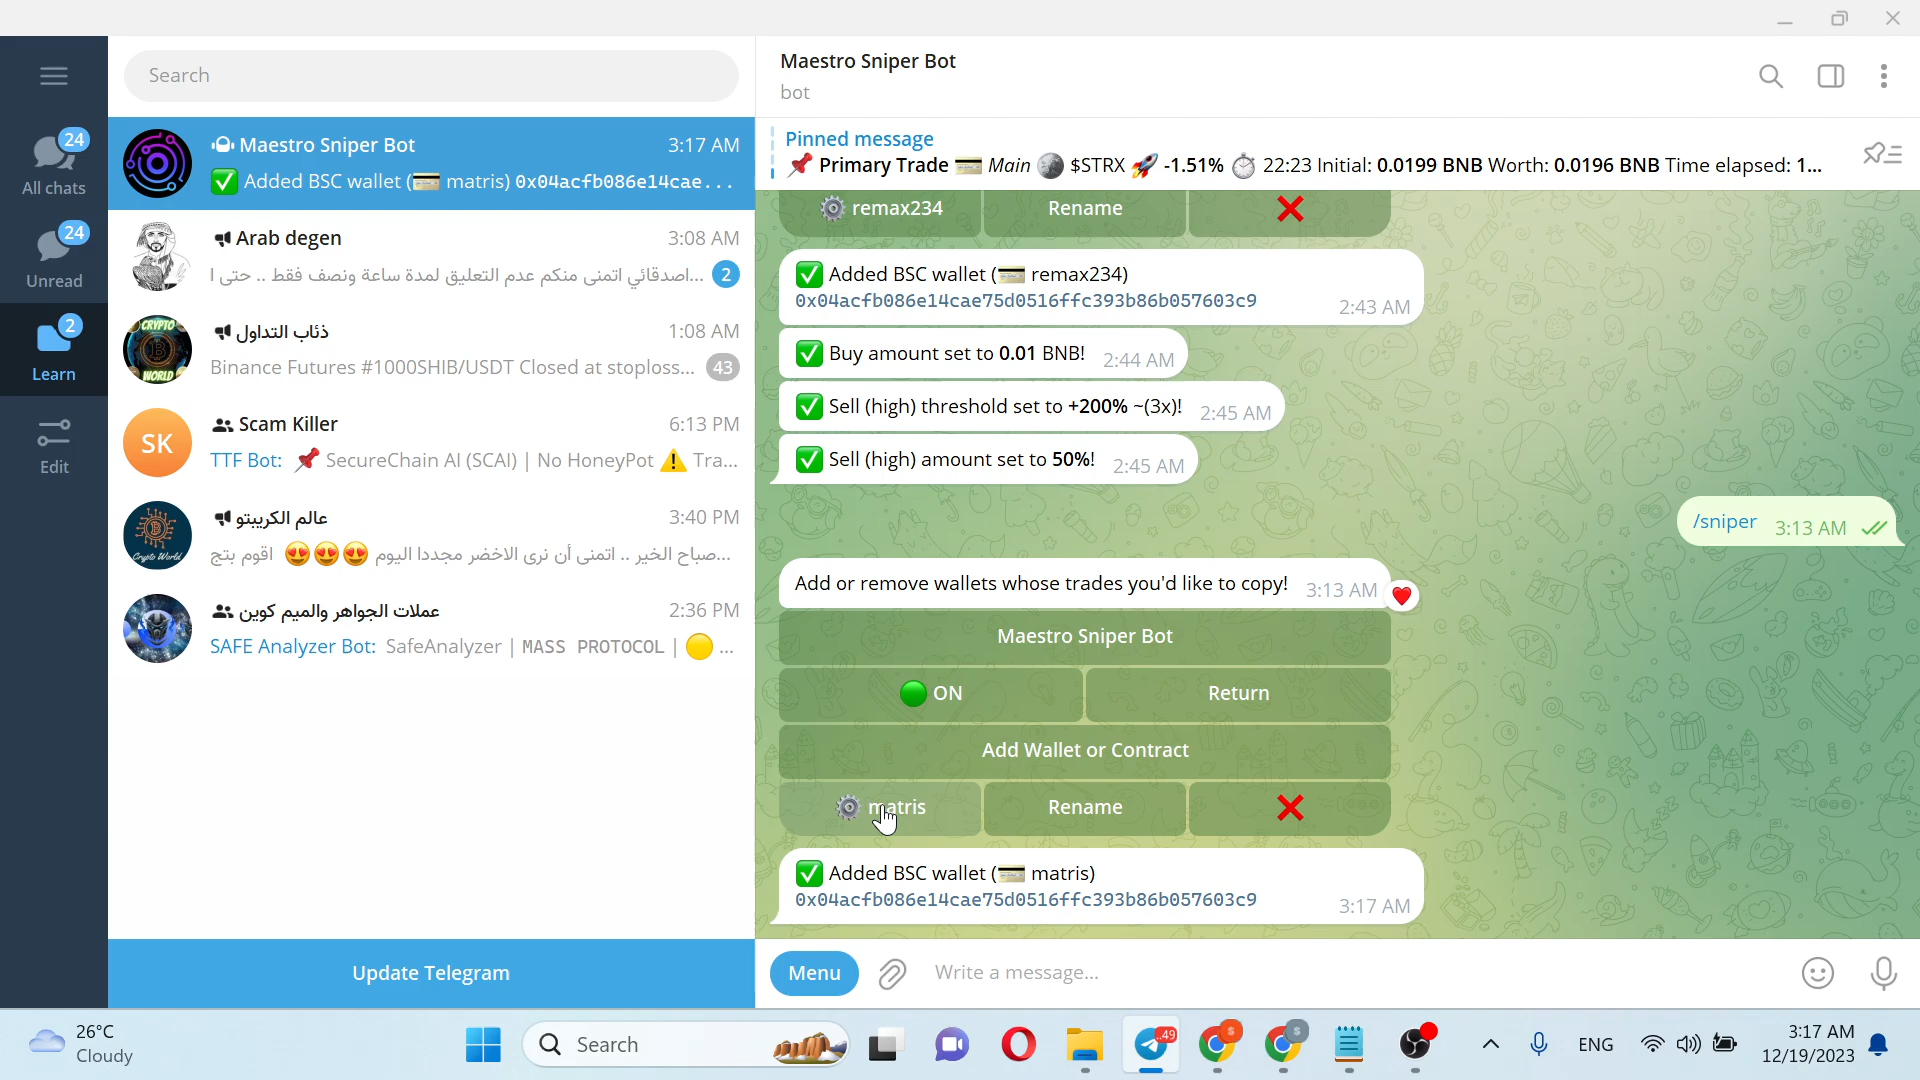 Search
24
All chats
24
Unread
2
Learn
Edit
Maestro Sniper Bot 3:17 AM
Added BSC wallet (💳 matris) 0x04acfb086e14cae...
Arab degen 3:08 AM
اصدقائي اتمنى منكم عدم التعليق لمدة ساعة ونصف فقط .. حتى ا... 2
ذئاب التداول 1:08 AM
Binance Futures #1000SHIB/USDT Closed at stoploss... 43
CRYPTO
WORLD
SK
Scam Killer 6:13 PM
TTF Bot: 📌 SecureChain AI (SCAI) | No HoneyPot ⚠️ Tra...
عالم الكريبتو 3:40 PM
صباح الخير .. اتمنى أن نرى الاخضر مجددا اليوم 😍😍😍 اقوم بتج...
Crypto World
عملات الجواهر والميم كوين 2:36 PM
SAFE Analyzer Bot: SafeAnalyzer | MASS PROTOCOL | 🟡 ...
Update Telegram
Maestro Sniper Bot
bot
Pinned message
📌 Primary Trade 💳 Main 🌖 $STRX 🚀 -1.51% ⏱ 22:23 Initial: 0.0199 BNB Worth: 0.0196 BNB Time elapsed: 1...
⚙ remax234 Rename ❌
✅ Added BSC wallet (💳 remax234)
0x04acfb086e14cae75d0516ffc393b86b057603c9 2:43 AM
✅ Buy amount set to 0.01 BNB! 2:44 AM
✅ Sell (high) threshold set to +200% ~(3x)! 2:45 AM
✅ Sell (high) amount set to 50%! 2:45 AM
/sniper 3:13 AM
Add or remove wallets whose trades you'd like to copy! 3:13 AM
Maestro Sniper Bot
🟢 ON Return
Add Wallet or Contract
⚙ matris Rename ❌
✅ Added BSC wallet (💳 matris)
0x04acfb086e14cae75d0516ffc393b86b057603c9 3:17 AM
Menu Write a message...
26°C
Cloudy
Search
49
ENG
3:17 AM
12/19/2023